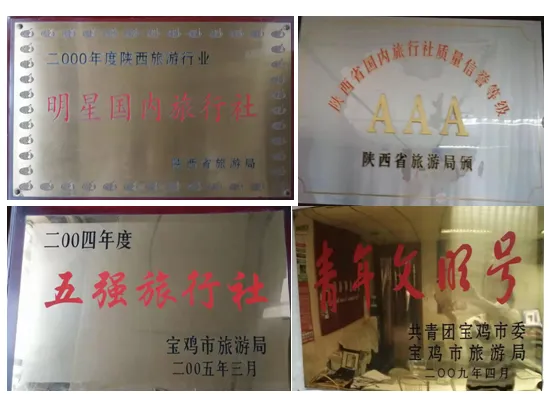 二000年度陕西旅游行业
明星国内旅行社
陕西省旅游局
陕西省国内旅行社质量信誉等级
AAA
陕西省旅游局颁
二00四年度
五强旅行社
宝鸡市旅游局
二00五年三月
青年文明号
共青团宝鸡市委
宝鸡市旅游局
二00九年四月